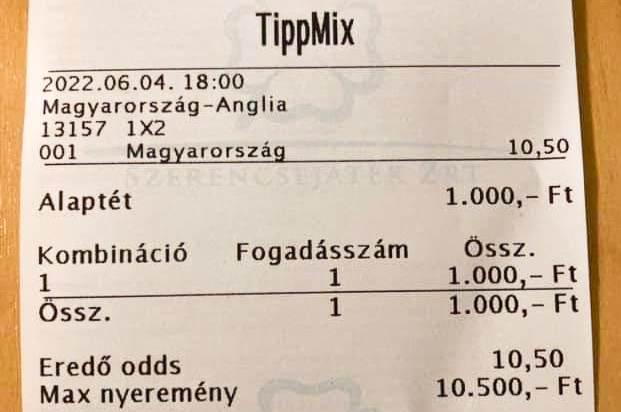 TippMix
2022.06.04. 18:00
Magyarország-Anglia
13157 1X2
001 Magyarország 10,50
SZERENCSEJÁTÉK ZRT
Alaptét 1.000,- Ft
Kombináció Fogadásszám Össz.
1 1 1.000,- Ft
Össz. 1 1.000,- Ft
Eredő odds 10,50
Max nyeremény 10.500,- Ft